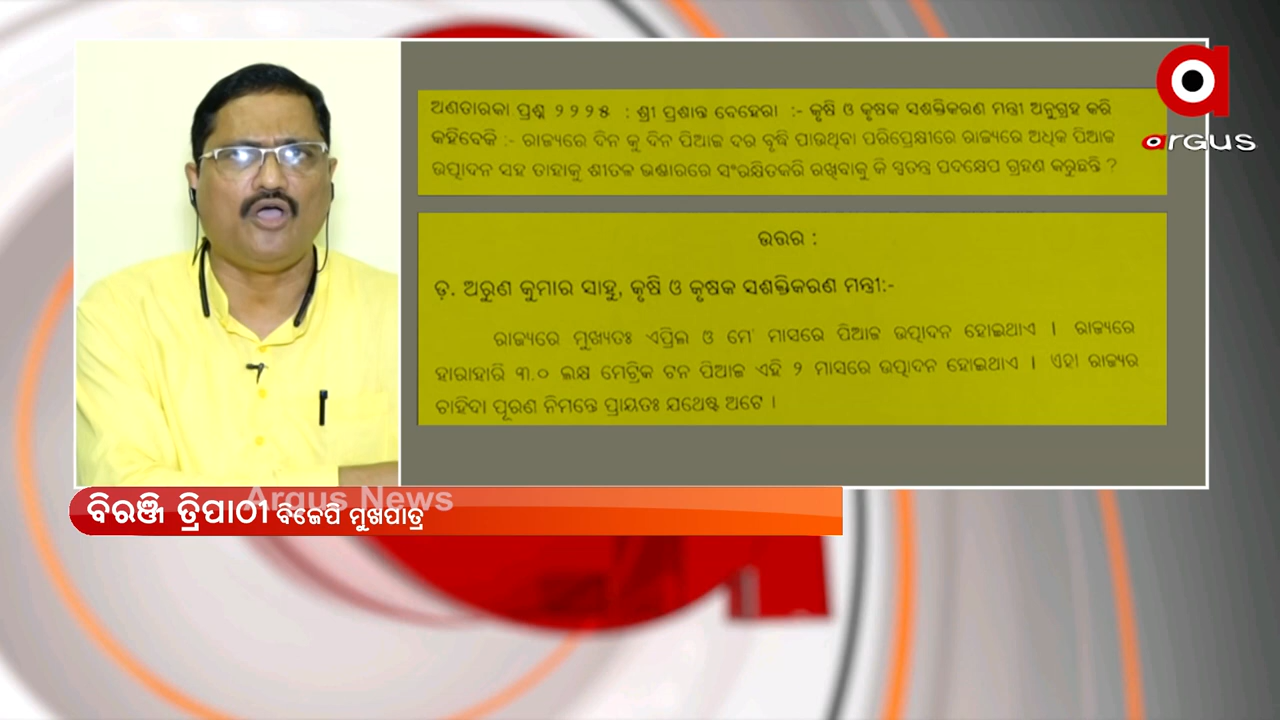 ଅଣତାରକା ପ୍ରଶ୍ନ ୨୨୨୫ : ଶ୍ରୀ ପ୍ରଶାନ୍ତ ବେହେରା :- କୃଷି ଓ କୃଷକ ସଶକ୍ତିକରଣ ମନ୍ତ୍ରୀ ଅନୁଗ୍ରହ କରି
କହିବେକି :- ରାଜ୍ୟରେ ଦିନ କୁ ଦିନ ପିଆଜ ଦର ବୃଦ୍ଧି ପାଉଥିବା ପରିପ୍ରେକ୍ଷୀରେ ରାଜ୍ୟରେ ଅଧିକ ପିଆଜ
ଉତ୍ପାଦନ ସହ ତାହାକୁ ଶୀତଳ ଭଣ୍ଡାରରେ ସଂରକ୍ଷିତକରି ରଖିବାକୁ କି ସ୍ୱତନ୍ତ୍ର ପଦକ୍ଷେପ ଗ୍ରହଣ କରୁଛନ୍ତି ?
ଉତ୍ତର :
ଡ଼. ଅରୁଣ କୁମାର ସାହୁ, କୃଷି ଓ କୃଷକ ସଶକ୍ତିକରଣ ମନ୍ତ୍ରୀ:-
ରାଜ୍ୟରେ ମୁଖ୍ୟତଃ ଏପ୍ରିଲ ଓ ମେ' ମାସରେ ପିଆଜ ଉତ୍ପାଦନ ହୋଇଥାଏ । ରାଜ୍ୟରେ
ହାରାହାରି ୩.୦ ଲକ୍ଷ ମେଟ୍ରିକ ଟନ ପିଆଜ ଏହି ୨ ମାସରେ ଉତ୍ପାଦନ ହୋଇଥାଏ । ଏହା ରାଜ୍ୟର
ଚାହିଦା ପୂରଣ ନିମନ୍ତେ ପ୍ରାୟତଃ ଯଥେଷ୍ଟ ଅଟେ ।
argus
Argus News
ବିରଞ୍ଚି ତ୍ରିପାଠୀ ବିଜେପି ମୁଖପାତ୍ର